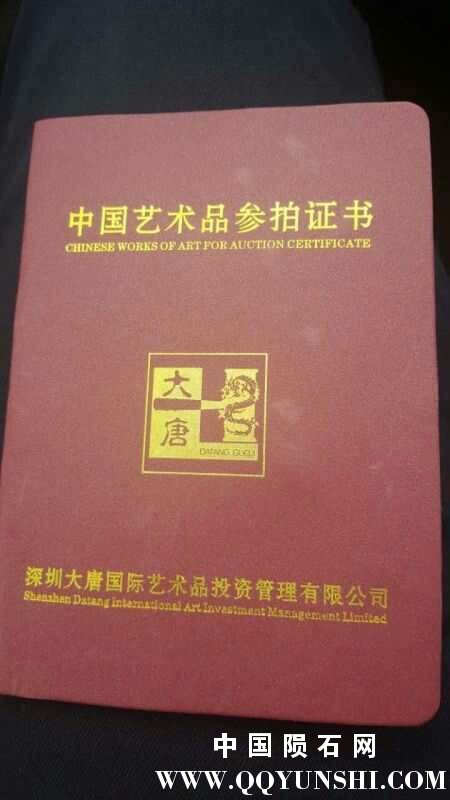 中国艺术品参拍证书
CHINESE WORKS OF ART FOR AUCTION CERTIFICATE
大唐
DATANG GUOJI
深圳大唐国际艺术品投资管理有限公司
Shenzhen Datang International Art Investment Management Limited
中国陨石网
WWW.QQYUNSHI.COM